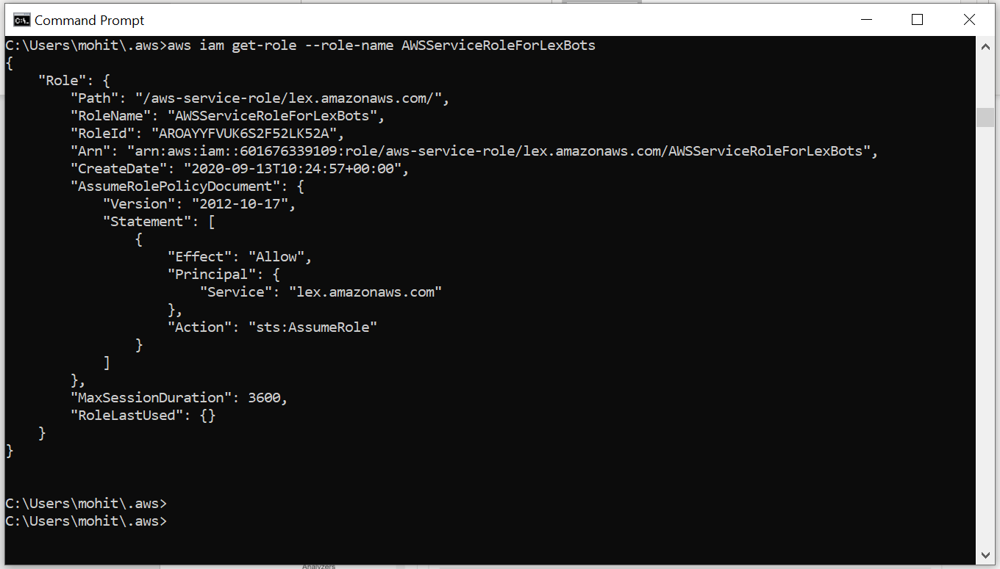 Command Prompt
C:\Users\mohit\.aws>aws iam get-role --role-name AWSServiceRoleForLexBots
{
    "Role": {
        "Path": "/aws-service-role/lex.amazonaws.com/",
        "RoleName": "AWSServiceRoleForLexBots",
        "RoleId": "AROAYYFVUK6S2F52LK52A",
        "Arn": "arn:aws:iam::601676339109:role/aws-service-role/lex.amazonaws.com/AWSServiceRoleForLexBots",
        "CreateDate": "2020-09-13T10:24:57+00:00",
        "AssumeRolePolicyDocument": {
            "Version": "2012-10-17",
            "Statement": [
                {
                    "Effect": "Allow",
                    "Principal": {
                        "Service": "lex.amazonaws.com"
                    },
                    "Action": "sts:AssumeRole"
                }
            ]
        },
        "MaxSessionDuration": 3600,
        "RoleLastUsed": {}
    }
}
C:\Users\mohit\.aws>
C:\Users\mohit\.aws>
Analyzers